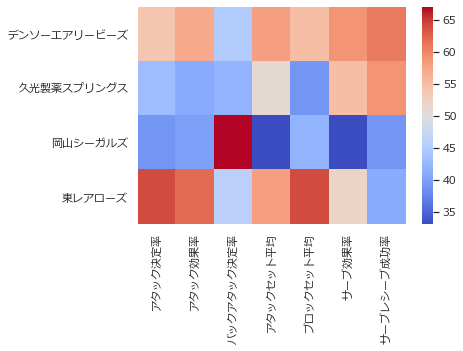 デンソーエアリービーズ
久光製薬スプリングス
岡山シーガルズ
東レアローズ
アタック決定率
アタック効果率
バックアタック決定率
アタックセット平均
ブロックセット平均
サーブ効果率
サーブレシーブ成功率
65
60
55
50
45
40
35